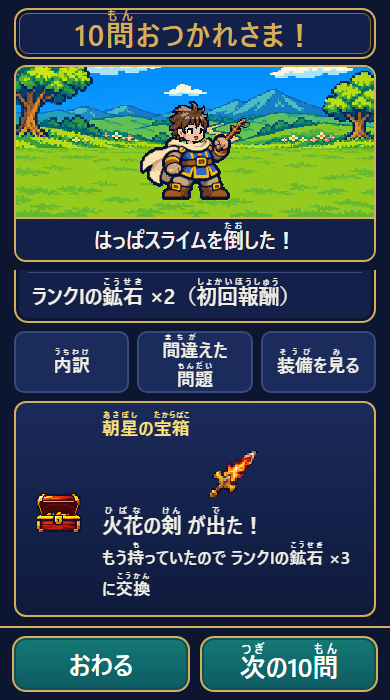 10問おつかれさま！
はっぱスライムを倒した！
ランクIの鉱石 ×2（初回報酬）
内訳
間違えた
問題
装備を見る
朝星の宝箱
火花の剣 が出た！
もう持っていたので ランクIの鉱石 ×3
に交換
おわる
次の10問